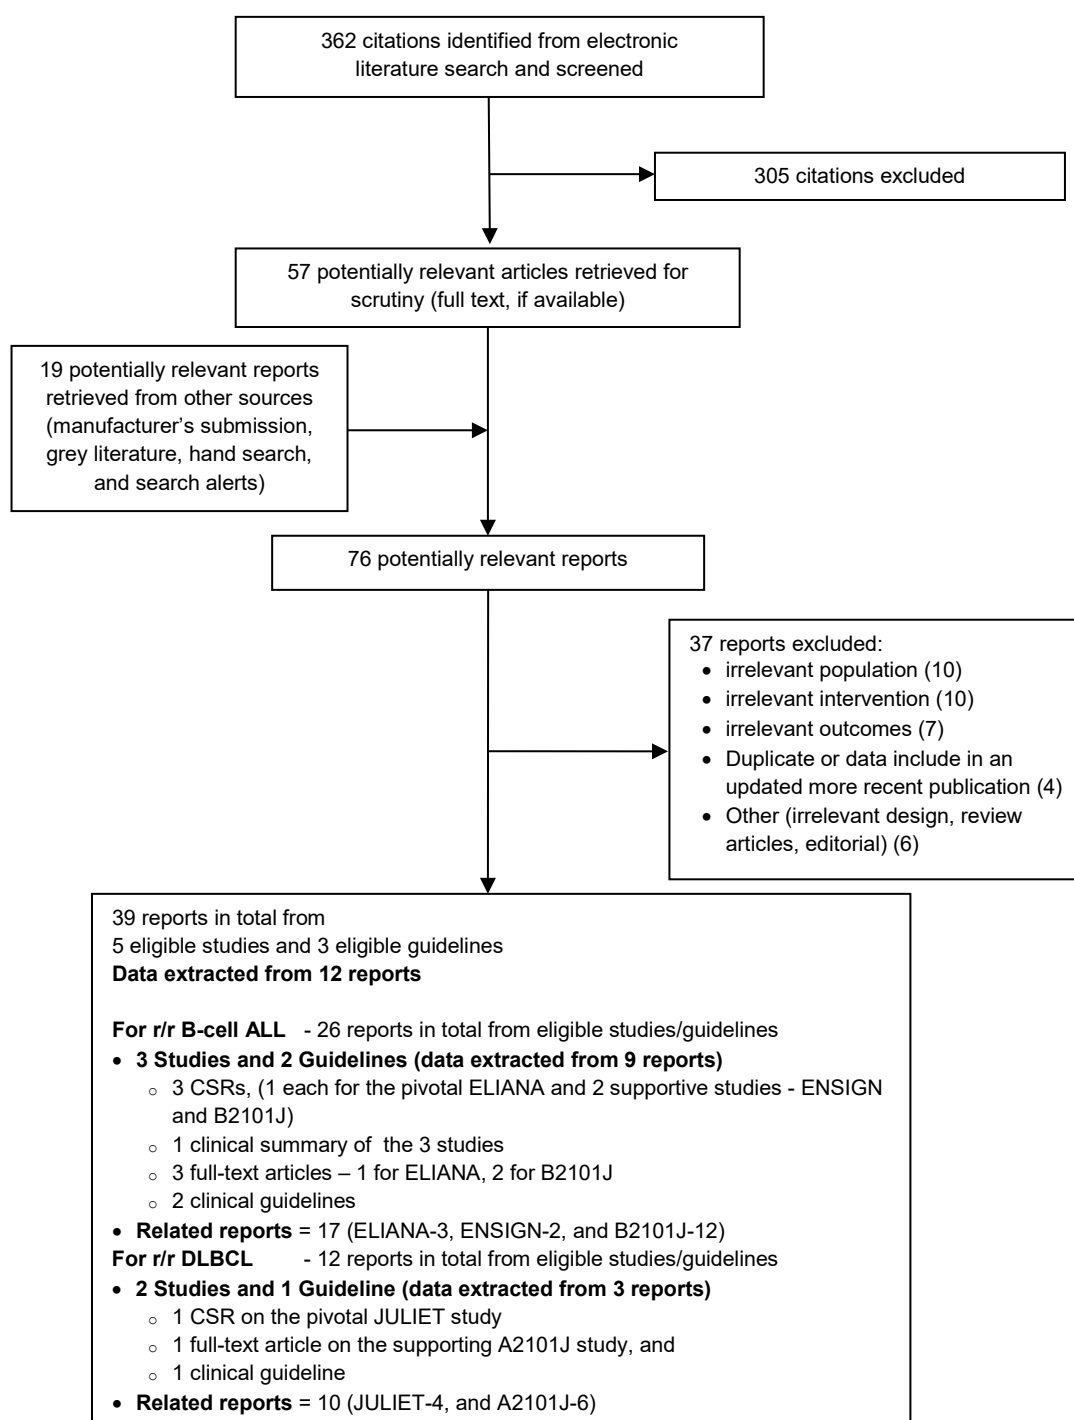 362 citations identified from electronic
literature search and screened
305 citations excluded
57 potentially relevant articles retrieved for
scrutiny (full text, if available)
19 potentially relevant reports
retrieved from other sources
(manufacturer’s submission,
grey literature, hand search,
and search alerts)
76 potentially relevant reports
37 reports excluded:
• irrelevant population (10)
• irrelevant intervention (10)
• irrelevant outcomes (7)
• Duplicate or data include in an
updated more recent publication (4)
• Other (irrelevant design, review
articles, editorial) (6)
39 reports in total from
5 eligible studies and 3 eligible guidelines
Data extracted from 12 reports
For r/r B-cell ALL - 26 reports in total from eligible studies/guidelines
• 3 Studies and 2 Guidelines (data extracted from 9 reports)
○ 3 CSRs, (1 each for the pivotal ELIANA and 2 supportive studies - ENSIGN
and B2101J)
○ 1 clinical summary of the 3 studies
○ 3 full-text articles – 1 for ELIANA, 2 for B2101J
○ 2 clinical guidelines
• Related reports = 17 (ELIANA-3, ENSIGN-2, and B2101J-12)
For r/r DLBCL - 12 reports in total from eligible studies/guidelines
• 2 Studies and 1 Guideline (data extracted from 3 reports)
○ 1 CSR on the pivotal JULIET study
○ 1 full-text article on the supporting A2101J study, and
○ 1 clinical guideline
• Related reports = 10 (JULIET-4, and A2101J-6)